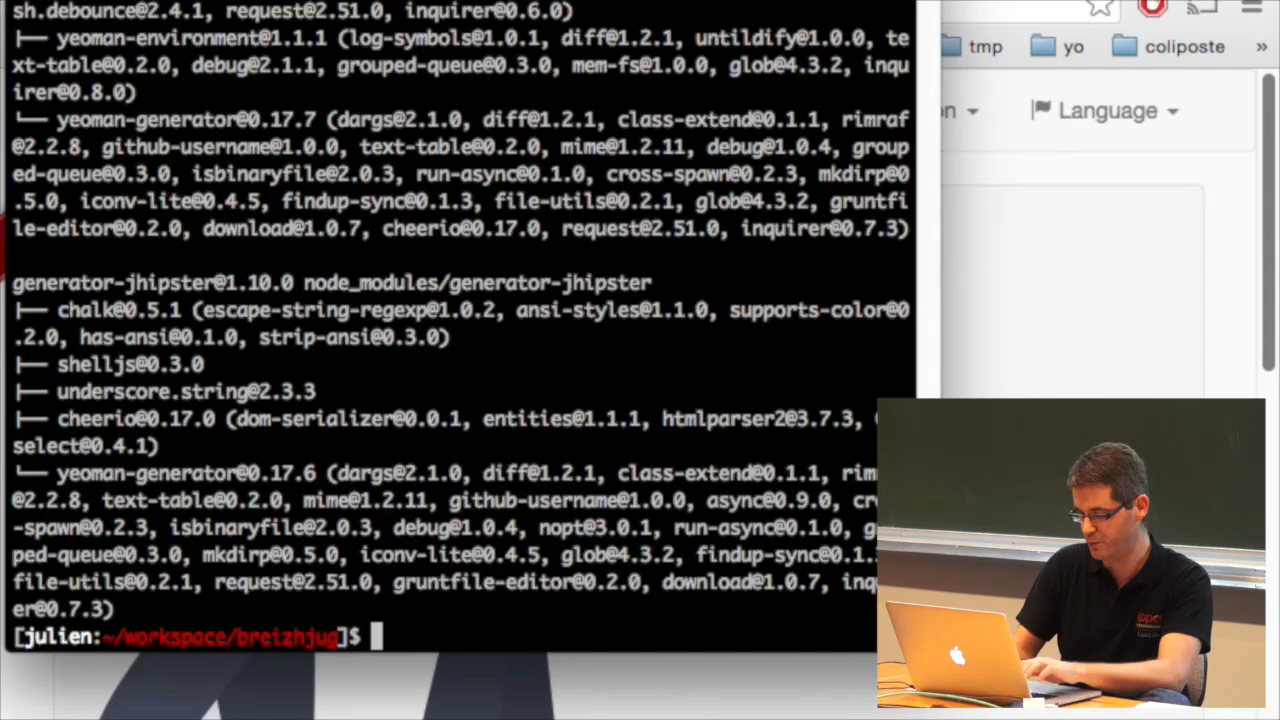 sh.debounce@2.4.1, request@2.51.0, inquirer@0.6.0)
├── yeoman-environment@1.1.1 (log-symbols@1.0.1, diff@1.2.1, untildify@1.0.0, te
xt-table@0.2.0, debug@2.1.1, grouped-queue@0.3.0, mem-fs@1.0.0, glob@4.3.2, inqu
irer@0.8.0)
└── yeoman-generator@0.17.7 (dargs@2.1.0, diff@1.2.1, class-extend@0.1.1, rimraf
@2.2.8, github-username@1.0.0, text-table@0.2.0, mime@1.2.11, debug@1.0.4, group
ed-queue@0.3.0, isbinaryfile@2.0.3, run-async@0.1.0, cross-spawn@0.2.3, mkdirp@0
.5.0, iconv-lite@0.4.5, findup-sync@0.1.3, file-utils@0.2.1, glob@4.3.2, gruntfi
le-editor@0.2.0, download@1.0.7, cheerio@0.17.0, request@2.51.0, inquirer@0.7.3)
generator-jhipster@1.10.0 node_modules/generator-jhipster
├── chalk@0.5.1 (escape-string-regexp@1.0.2, ansi-styles@1.1.0, supports-color@0
.2.0, has-ansi@0.1.0, strip-ansi@0.3.0)
├── shelljs@0.3.0
├── underscore.string@2.3.3
├── cheerio@0.17.0 (dom-serializer@0.0.1, entities@1.1.1, htmlparser2@3.7.3,
select@0.4.1)
└── yeoman-generator@0.17.6 (dargs@2.1.0, diff@1.2.1, class-extend@0.1.1, rim
@2.2.8, text-table@0.2.0, mime@1.2.11, github-username@1.0.0, async@0.9.0, cr
-spawn@0.2.3, isbinaryfile@2.0.3, debug@1.0.4, nopt@3.0.1, run-async@0.1.0, g
ped-queue@0.3.0, mkdirp@0.5.0, iconv-lite@0.4.5, glob@4.3.2, findup-sync@0.1.
file-utils@0.2.1, request@2.51.0, gruntfile-editor@0.2.0, download@1.0.7, inq
er@0.7.3)
[julien:~/workspace/breizhjug]$
tmp yo coliposte »
n Language
ippon